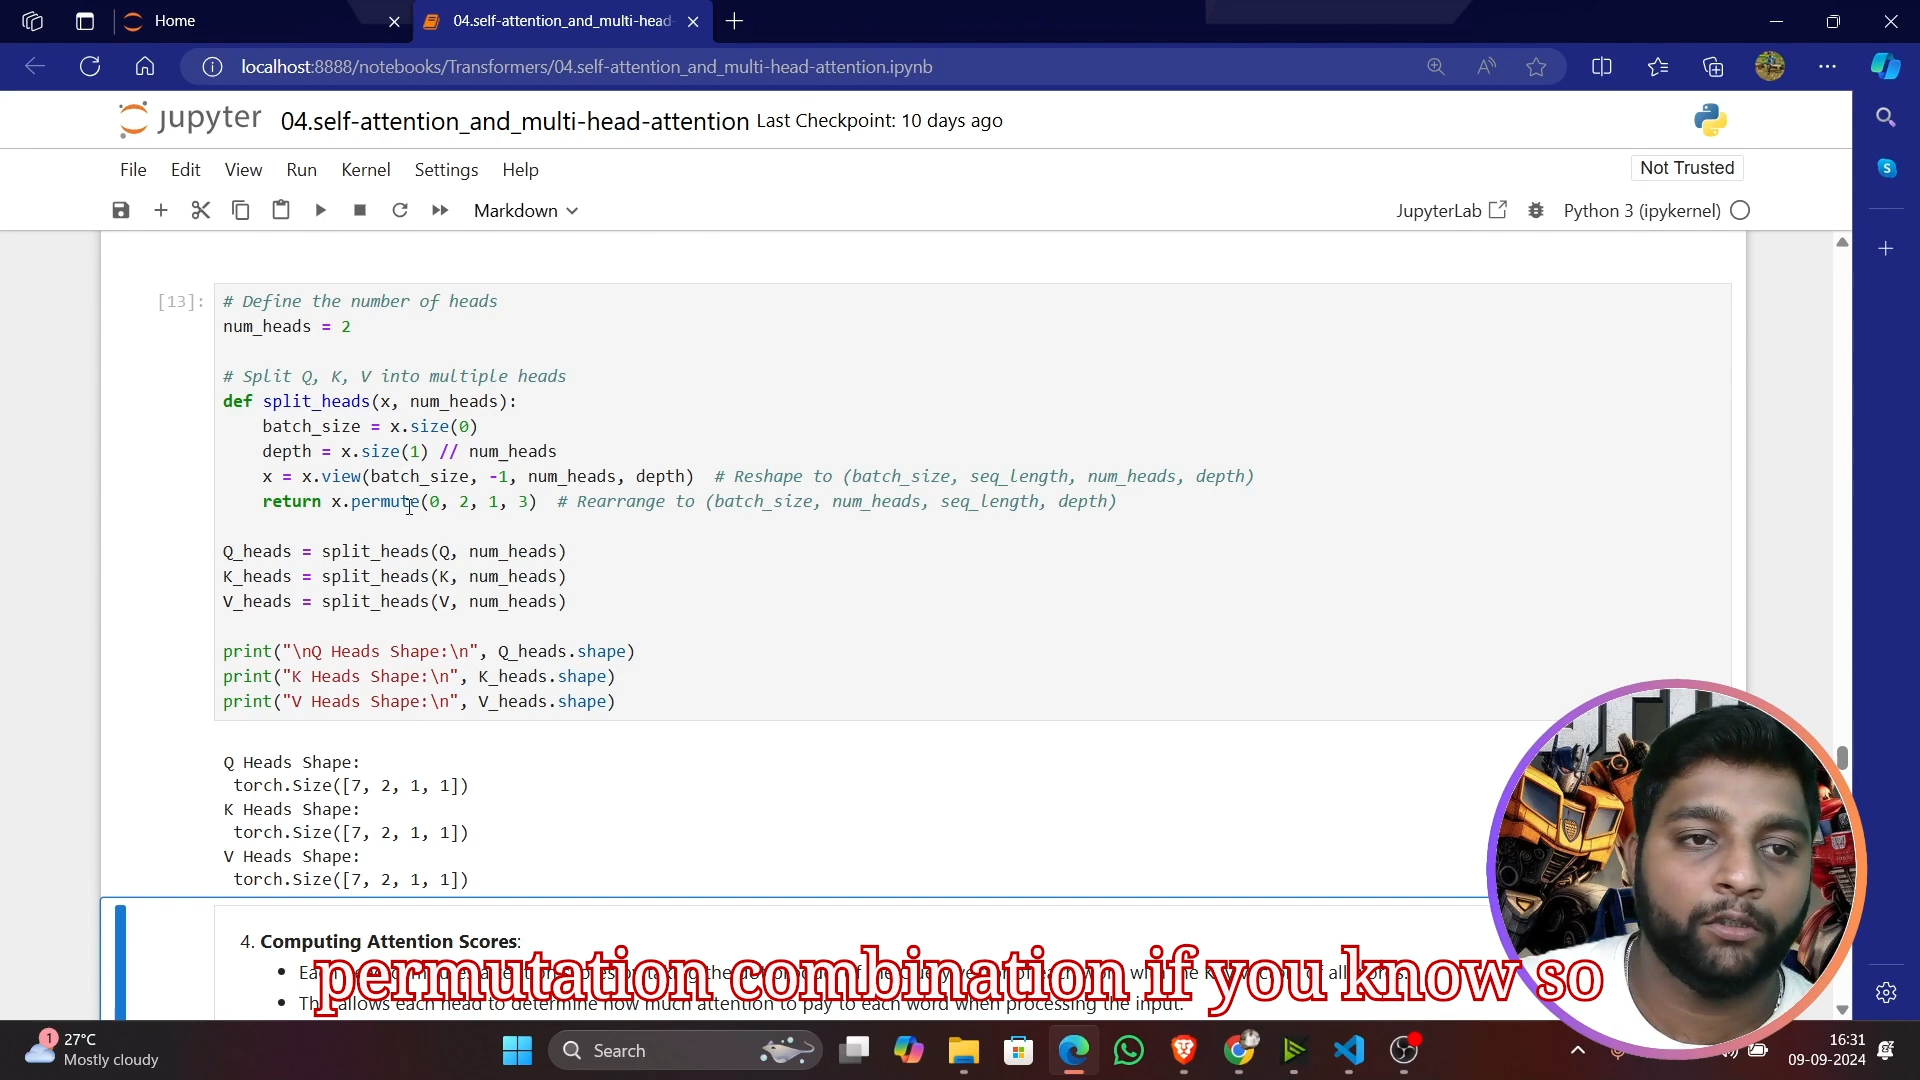 Home
04.self-attention_and_multi-head-
localhost:8888/notebooks/Transformers/04.self-attention_and_multi-head-attention.ipynb
jupyter 04.self-attention_and_multi-head-attention Last Checkpoint: 10 days ago
File Edit View Run Kernel Settings Help
Not Trusted
Markdown
JupyterLab
Python 3 (ipykernel)
[13]:
# Define the number of heads
num_heads = 2
# Split Q, K, V into multiple heads
def split_heads(x, num_heads):
    batch_size = x.size(0)
    depth = x.size(1) // num_heads
    x = x.view(batch_size, -1, num_heads, depth)  # Reshape to (batch_size, seq_length, num_heads, depth)
    return x.permute(0, 2, 1, 3)  # Rearrange to (batch_size, num_heads, seq_length, depth)
Q_heads = split_heads(Q, num_heads)
K_heads = split_heads(K, num_heads)
V_heads = split_heads(V, num_heads)
print("\nQ Heads Shape:\n", Q_heads.shape)
print("K Heads Shape:\n", K_heads.shape)
print("V Heads Shape:\n", V_heads.shape)
Q Heads Shape:
torch.Size([7, 2, 1, 1])
K Heads Shape:
torch.Size([7, 2, 1, 1])
V Heads Shape:
torch.Size([7, 2, 1, 1])
4. Computing Attention Scores:
permutation combination if you know so
allows each head to determine how much attention to pay to each word when processing the input.
1
27°C
Mostly cloudy
Search
16:31
09-09-2024